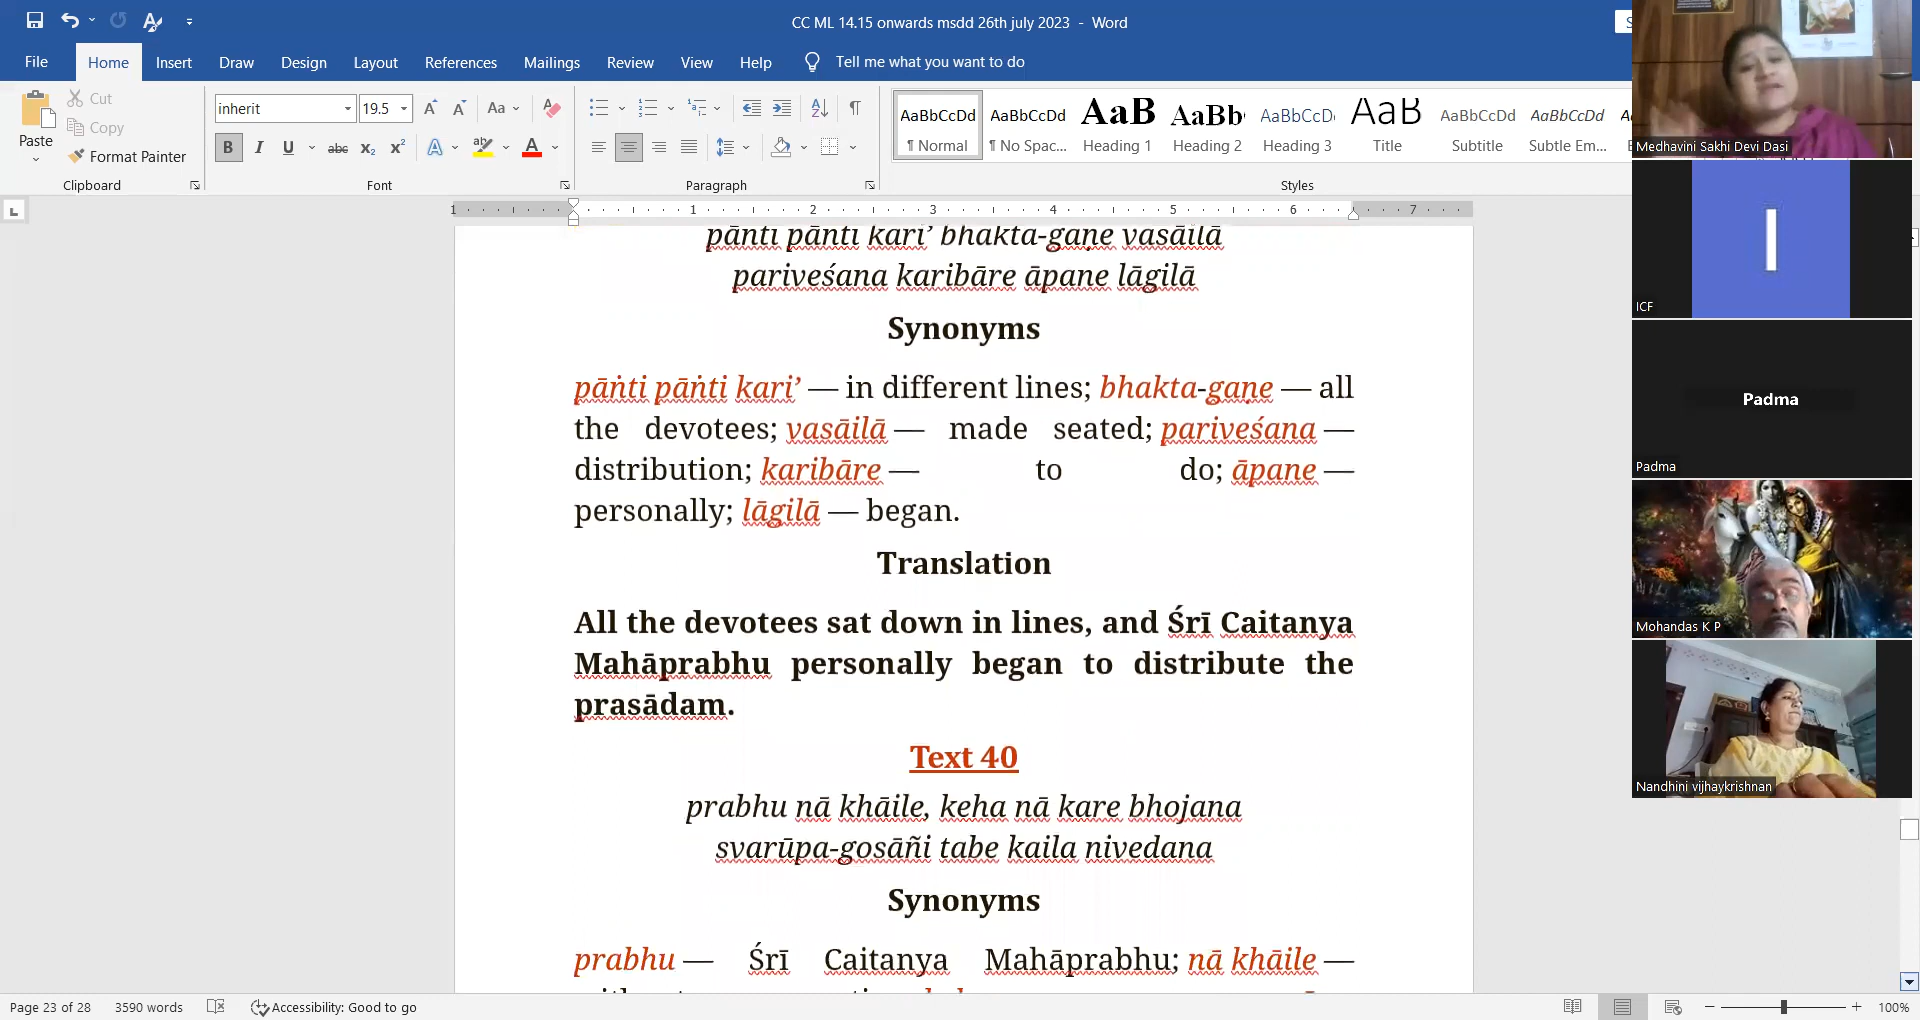 CC ML 14.15 onwards msdd 26th july 2023 - Word
File Home Insert Draw Design Layout References Mailings Review View Help Tell me what you want to do
Paste
Cut
Copy
Format Painter
Clipboard
inherit 19.5
Font
Paragraph
AaBbCcDd AaBbCcDd AaB AaBb AaBbCcD AaB AaBbCcDd AaBbCcDd
¶ Normal ¶ No Spac... Heading 1 Heading 2 Heading 3 Title Subtitle Subtle Em...
Styles
1 1 2 3 4 5 6 7
pāṅti pāṅti kari’ bhakta-gaṇe vasāilā
pariveśana karibāre āpane lāgilā
Synonyms
pāṅti pāṅti kari’ — in different lines; bhakta-gaṇe — all
the devotees; vasāilā — made seated; pariveśana —
distribution; karibāre — to do; āpane —
personally; lāgilā — began.
Translation
All the devotees sat down in lines, and Śrī Caitanya
Mahāprabhu personally began to distribute the
prasādam.
Text 40
prabhu nā khāile, keha nā kare bhojana
svarūpa-gosāñi tabe kaila nivedana
Synonyms
prabhu — Śrī Caitanya Mahāprabhu; nā khāile —
Medhavini Sakhi Devi Dasi
I
ICF
Padma
Padma
Mohandas K P
Nandhini vijhaykrishnan
Page 23 of 28 3590 words Accessibility: Good to go 100%